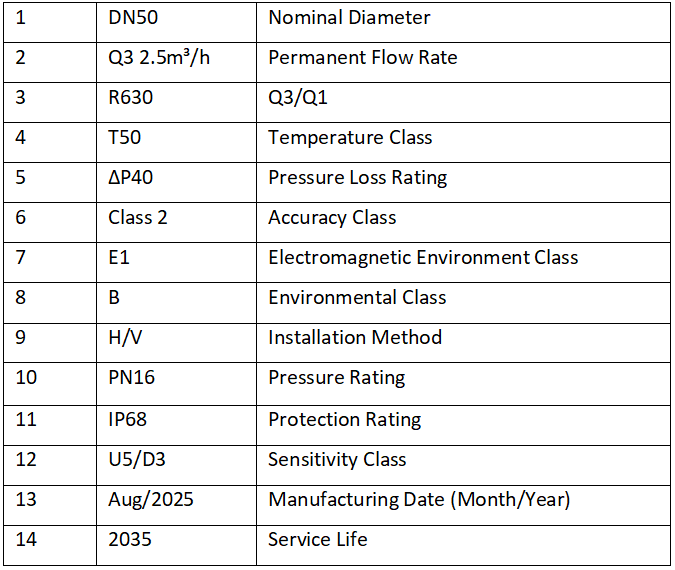 1 DN50 Nominal Diameter
2 Q3 2.5m³/h Permanent Flow Rate
3 R630 Q3/Q1
4 T50 Temperature Class
5 ΔP40 Pressure Loss Rating
6 Class 2 Accuracy Class
7 E1 Electromagnetic Environment Class
8 B Environmental Class
9 H/V Installation Method
10 PN16 Pressure Rating
11 IP68 Protection Rating
12 U5/D3 Sensitivity Class
13 Aug/2025 Manufacturing Date (Month/Year)
14 2035 Service Life